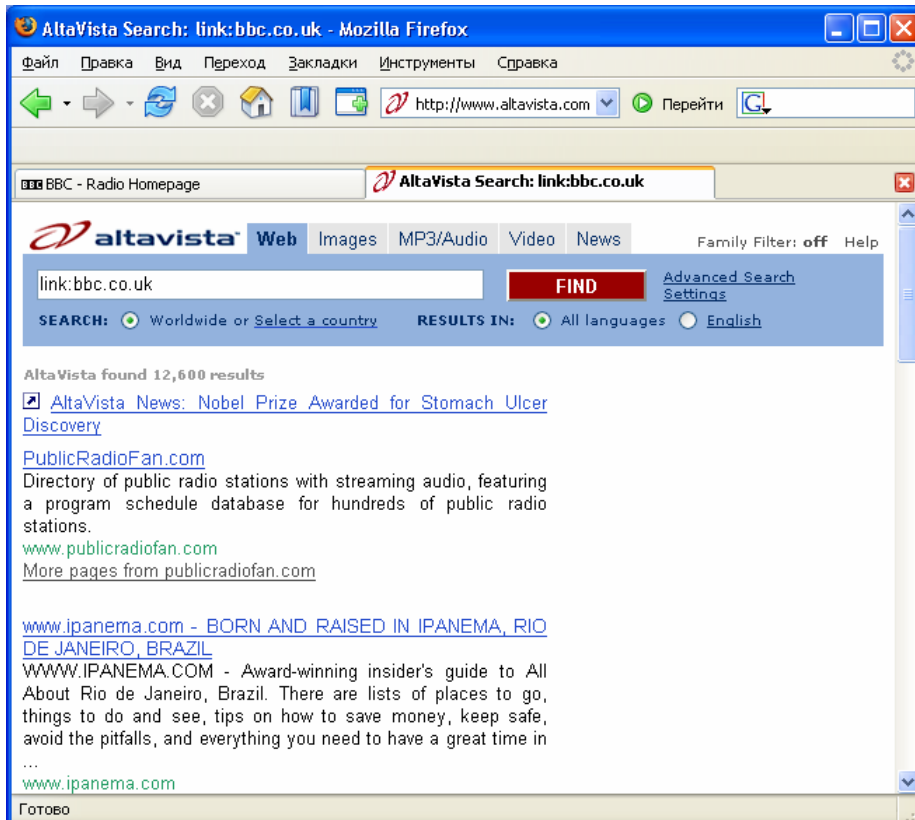 AltaVista Search: link:bbc.co.uk - Mozilla Firefox
Файл Правка Вид Переход Закладки Инструменты Справка
http://www.altavista.com Перейти G
BBC BBC - Radio Homepage AltaVista Search: link:bbc.co.uk
altavista Web Images MP3/Audio Video News Family Filter: off Help
link:bbc.co.uk FIND Advanced Search
Settings
SEARCH: Worldwide or Select a country RESULTS IN: All languages English
AltaVista found 12,600 results
AltaVista News: Nobel Prize Awarded for Stomach Ulcer
Discovery
PublicRadioFan.com
Directory of public radio stations with streaming audio, featuring
a program schedule database for hundreds of public radio
stations.
www.publicradiofan.com
More pages from publicradiofan.com
www.ipanema.com - BORN AND RAISED IN IPANEMA, RIO
DE JANEIRO, BRAZIL
WWW.IPANEMA.COM - Award-winning insider's guide to All
About Rio de Janeiro, Brazil. There are lists of places to go,
things to do and see, tips on how to save money, keep safe,
avoid the pitfalls, and everything you need to have a great time in
...
www.ipanema.com
Готово